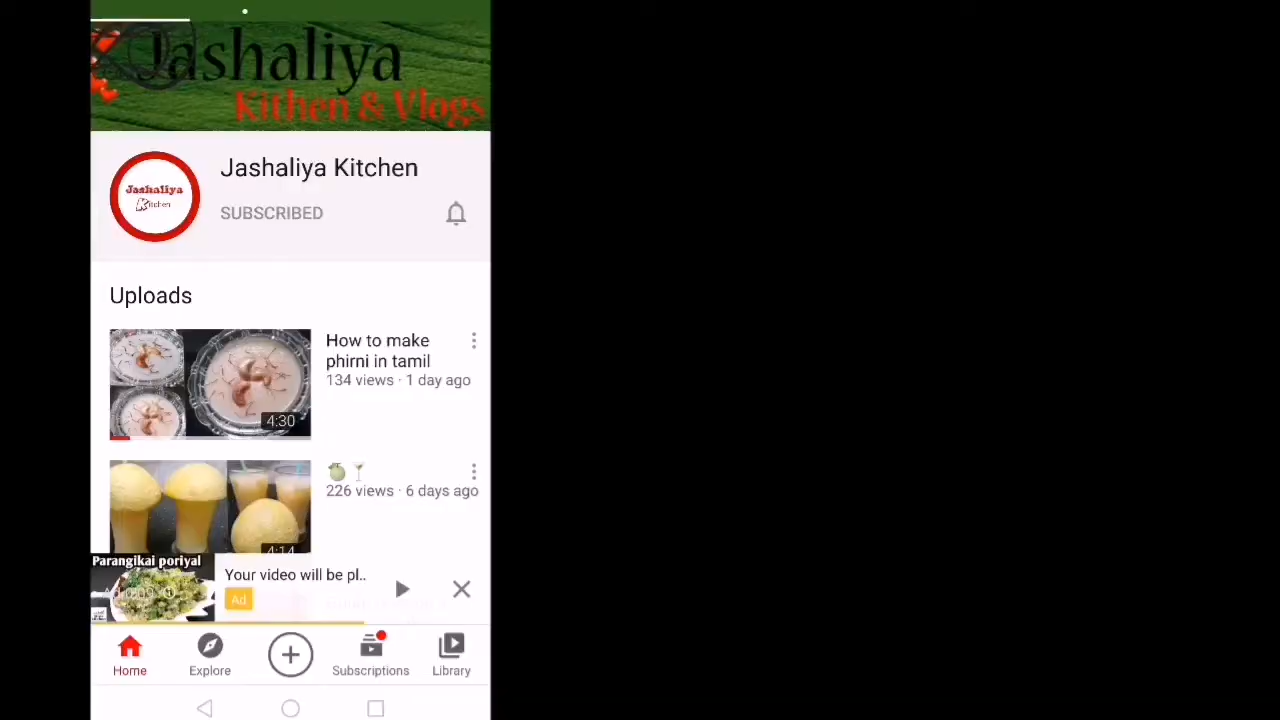 Jashaliya
Kithen & Vlogs
Jashaliya
Kitchen
Jashaliya Kitchen
SUBSCRIBED
Uploads
How to make
phirni in tamil
134 views · 1 day ago
4:30
226 views · 6 days ago
4:14
Parangikai poriyal
Your video will be pl..
Ad
Home
Explore
Subscriptions
Library